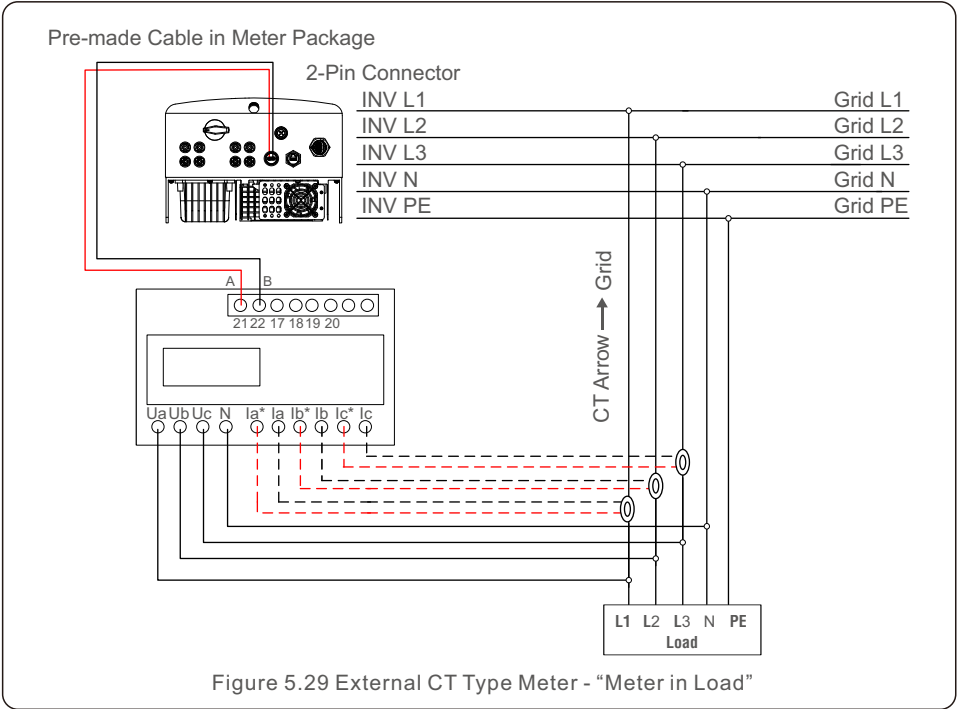 Pre-made Cable in Meter Package
2-Pin Connector
INV L1 Grid L1
INV L2 Grid L2
INV L3 Grid L3
INV N Grid N
INV PE Grid PE
CT Arrow → Grid
A B
21 22 17 18 19 20
Ua Ub Uc N Ia* Ia Ib* Ib Ic* Ic
L1 L2 L3 N PE
Load
Figure 5.29 External CT Type Meter - “Meter in Load”